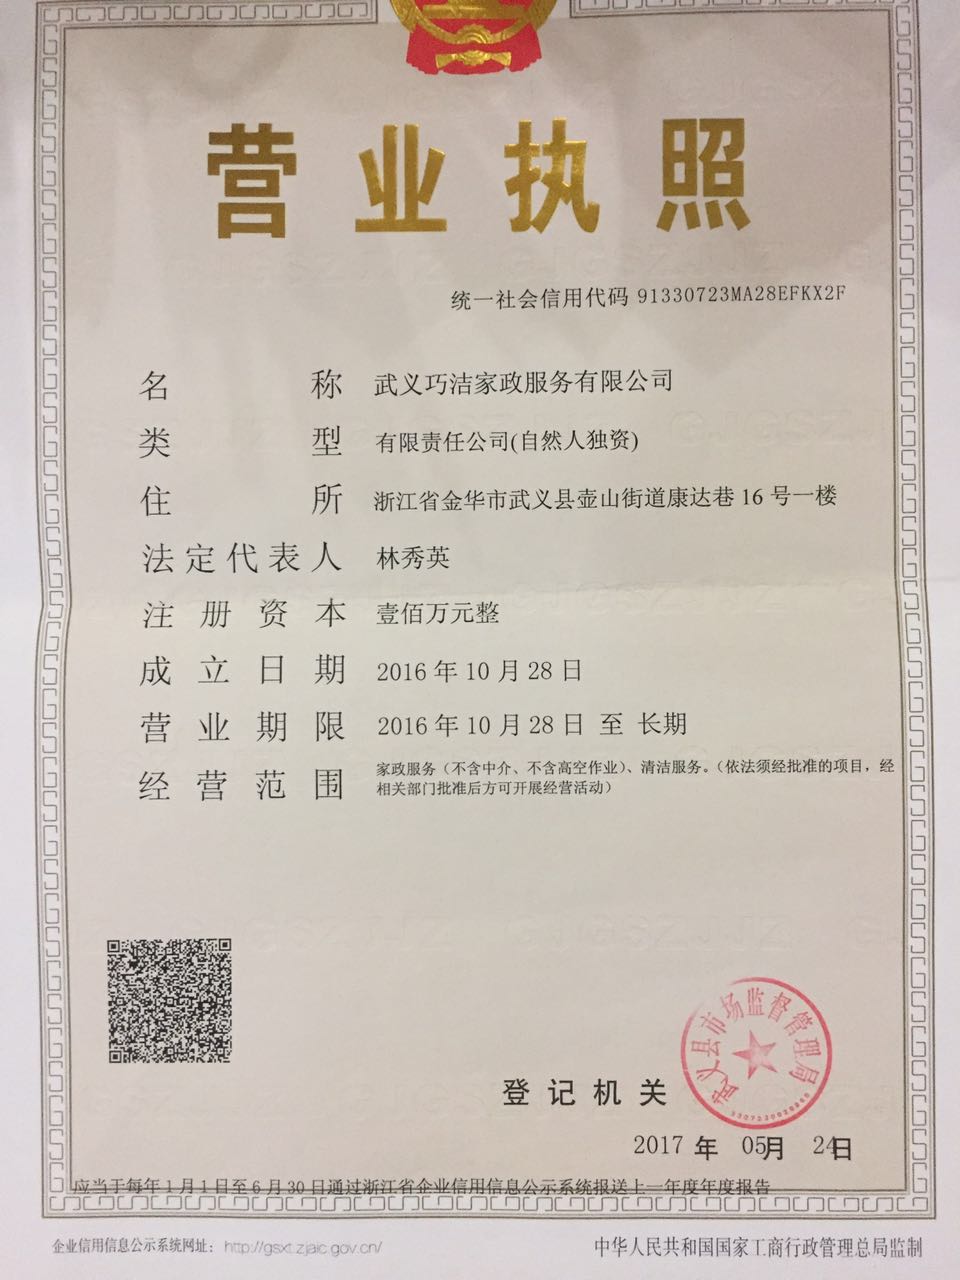 营业执照
统一社会信用代码 91330723MA28EFKX2F
名称 武义巧洁家政服务有限公司
类型 有限责任公司(自然人独资)
住所 浙江省金华市武义县壶山街道康达巷16号一楼
法定代表人 林秀英
注册资本 壹佰万元整
成立日期 2016年10月28日
营业期限 2016年10月28日 至 长期
经营范围 家政服务（不含中介、不含高空作业）、清洁服务。（依法须经批准的项目，经
相关部门批准后方可开展经营活动）
武义县市场监督管理局
登记机关
2017 年 05月 24日
应当于每年1月1日至6月30日通过浙江省企业信用信息公示系统报送上一年度年度报告
企业信用信息公示系统网址：http://gsxt.zjaic.gov.cn/
中华人民共和国国家工商行政管理总局监制